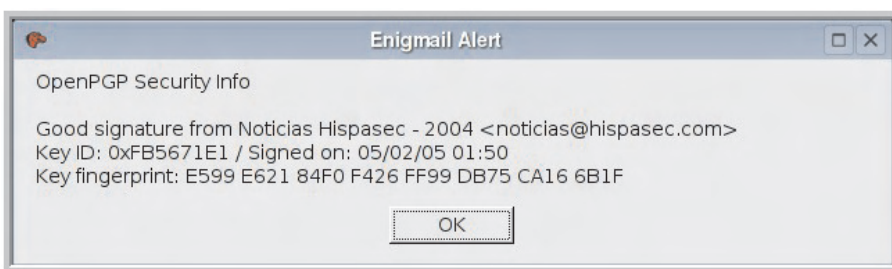 Enigmail Alert
OpenPGP Security Info
Good signature from Noticias Hispasec - 2004 <noticias@hispasec.com>
Key ID: 0xFB5671E1 / Signed on: 05/02/05 01:50
Key fingerprint: E599 E621 84F0 F426 FF99 DB75 CA16 6B1F
OK